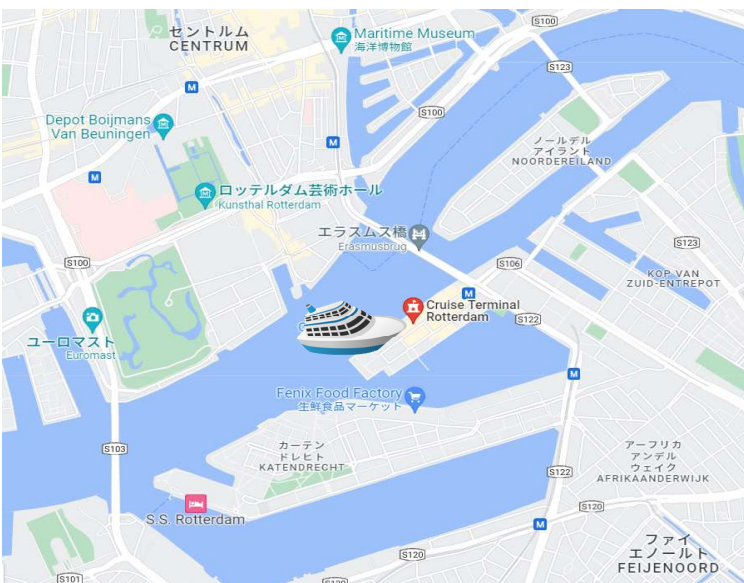 セントルム
CENTRUM
Maritime Museum
海洋博物館
S100
S123
M
Depot Boijmans
Van Beuningen
S100
M
ノールデル
アイランド
NOORDEREILAND
M
ロッテルダム芸術ホール
Kunsthal Rotterdam
エラスムス橋
Erasmusbrug
S123
S100
S106
KOP VAN
ZUID-ENTREPOT
M
Cruise Terminal
Rotterdam
S122
ユーロマスト
Euromast
M
Fenix Food Factory
生鮮食品マーケット
S103
カーテン
ドレヒト
KATENDRECHT
アーフリカ
アンデル
ウェイク
AFRIKAANDERWIJK
S122
S120
S.S. Rotterdam
M
ファイ
エノールト
FEIJENOORD
S120
S101